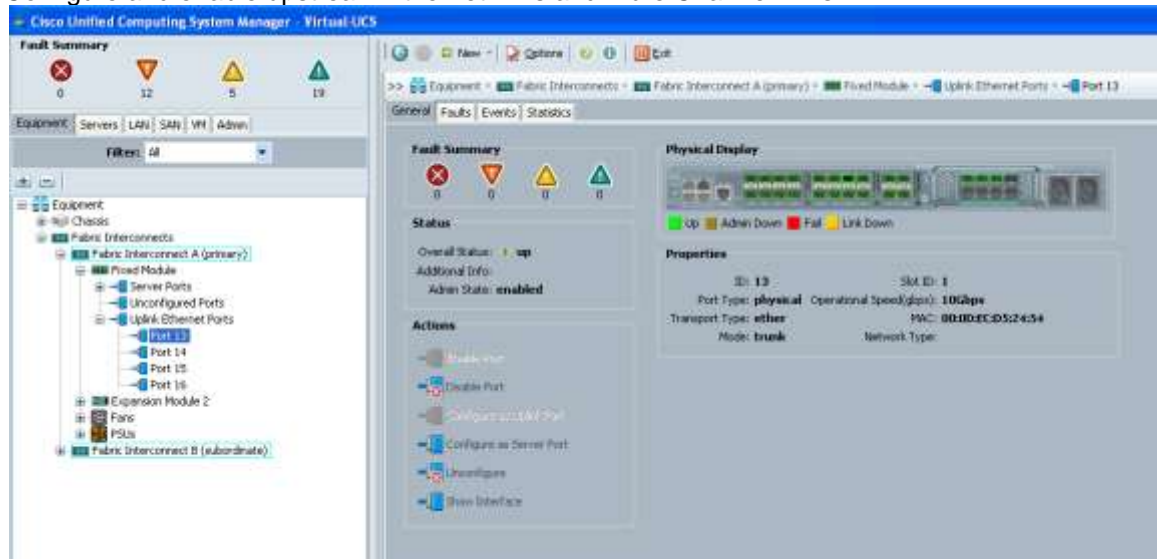 Cisco Unified Computing System Manager - Virtual-UCS
Fault Summary
0 12 5 19
Equipment Servers LAN SAN VM Admin
Filter: All
Equipment
Chassis
Fabric Interconnects
Fabric Interconnect A (primary)
Fixed Module
Server Ports
Unconfigured Ports
Uplink Ethernet Ports
Port 13
Port 14
Port 15
Port 16
Expansion Module 2
Fans
PSUs
Fabric Interconnect B (subordinate)
New Options Exit
>> Equipment Fabric Interconnects Fabric Interconnect A (primary) Fixed Module Uplink Ethernet Ports Port 13
General Faults Events Statistics
Fault Summary
0 0 0 0
Status
Overall Status: up
Additional Info:
Admin State: enabled
Actions
Enable Port
Disable Port
Configure as Uplink Port
Configure as Server Port
Unconfigure
Show Interface
Physical Display
Up Admin Down Fail Link Down
Properties
ID: 13 Slot ID: 1
Port Type: physical Operational Speed(gbps): 10Gbps
Transport Type: ether MAC: 00:0D:EC:D5:24:54
Mode: trunk Network Type: